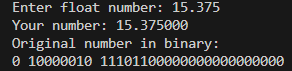 Enter float number: 15.375
Your number: 15.375000
Original number in binary:
0 10000010 11101100000000000000000